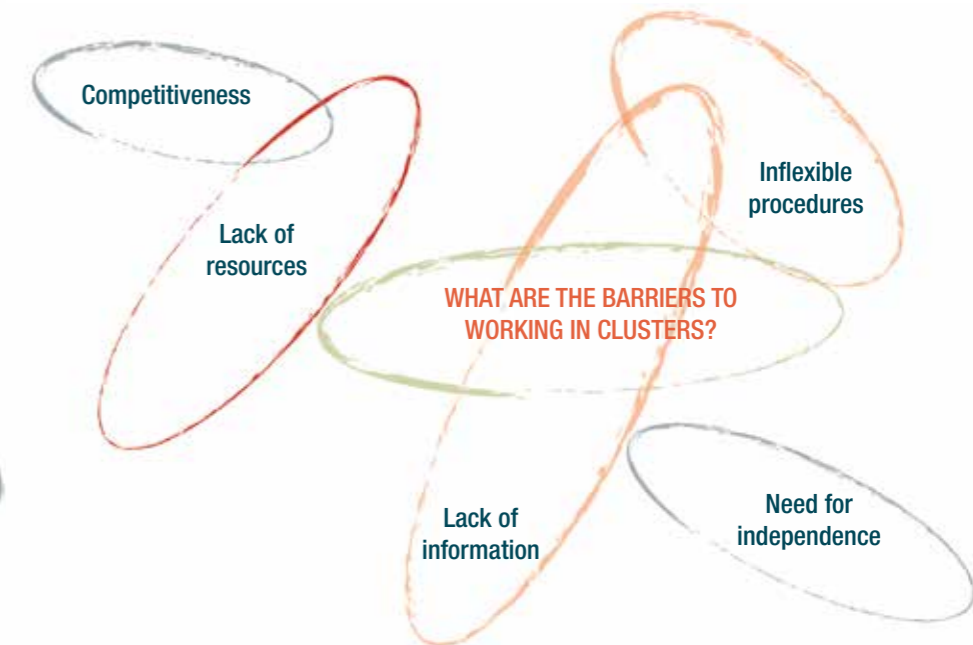 Competitiveness
Inflexible
procedures
Lack of
resources
WHAT ARE THE BARRIERS TO
WORKING IN CLUSTERS?
Lack of
information
Need for
independence